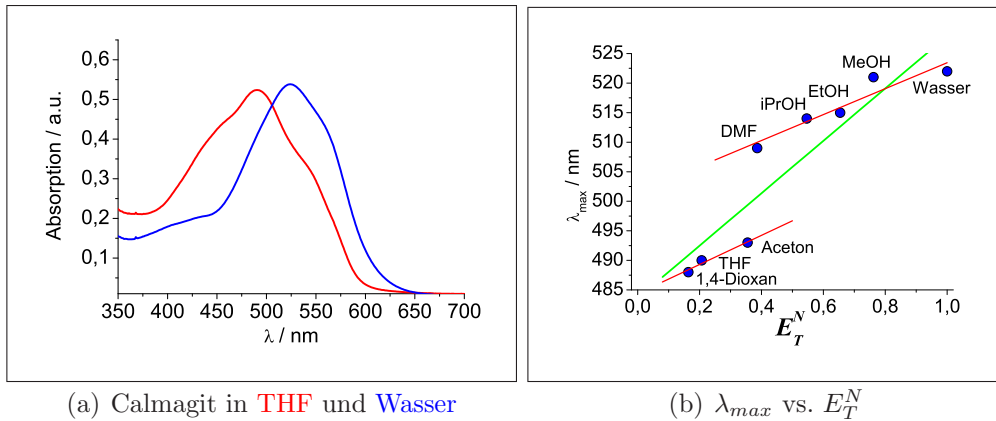 Absorption / a.u.
0,6
0,5
0,4
0,3
0,2
0,1
350 400 450 500 550 600 650 700
λ / nm
(a) Calmagit in THF und Wasser
λmax / nm
525
520
515
510
505
500
495
490
485
MeOH
EtOH
Wasser
iPrOH
DMF
Aceton
THF
1,4-Dioxan
0,0 0,2 0,4 0,6 0,8 1,0
E_T^N
(b) λ_max vs. E_T^N